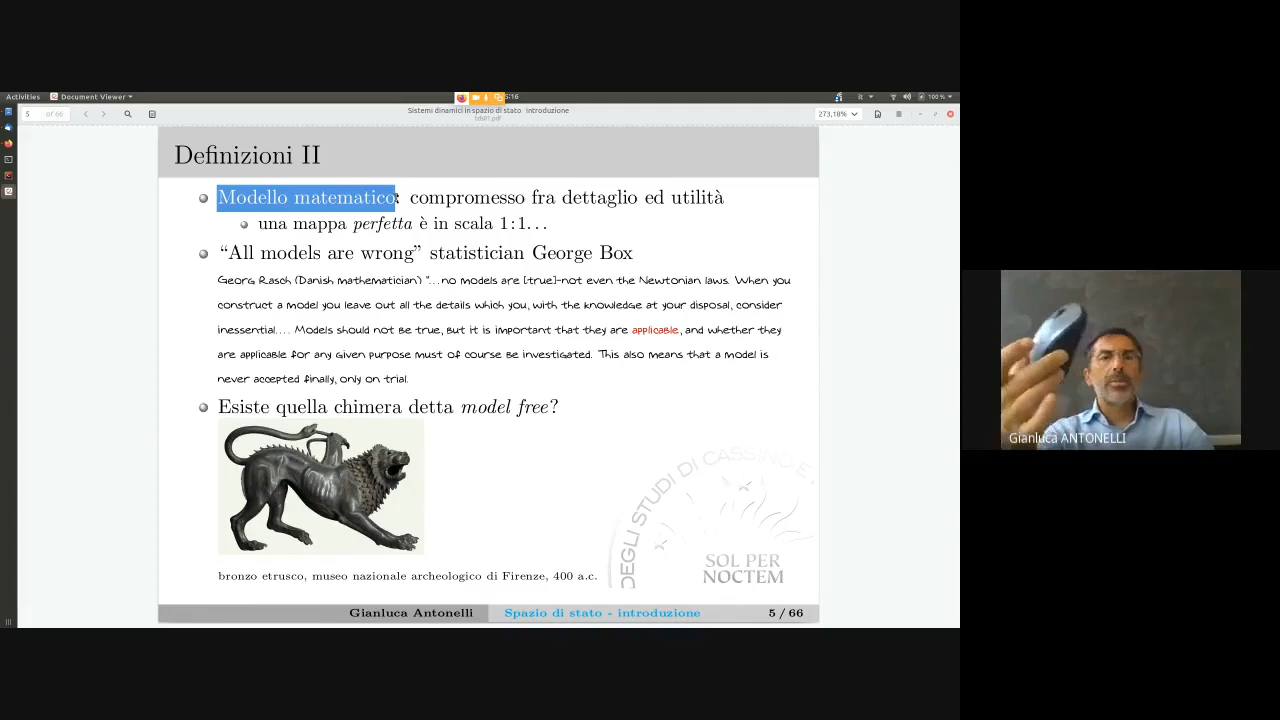 Activities
Document Viewer
5:16
100 %
5
of 66
Sistemi dinamici in spazio di stato introduzione
273,18%
Definizioni II
Modello matematico: compromesso fra dettaglio ed utilità
una mappa perfetta è in scala 1:1...
“All models are wrong” statistician George Box
Georg Rasch (Danish mathematician) "...no models are [true]-not even the Newtonian laws. When you
construct a model you leave out all the details which you, with the knowledge at your disposal, consider
inessential.... Models should not be true, but it is important that they are applicable, and whether they
are applicable for any given purpose must of course be investigated. This also means that a model is
never accepted finally, only on trial.
Esiste quella chimera detta model free?
DEGLI STUDI DI CASSINO E
SOL PER
NOCTEM
bronzo etrusco, museo nazionale archeologico di Firenze, 400 a.c.
Gianluca Antonelli
Spazio di stato - introduzione
5 / 66
Gianluca ANTONELLI